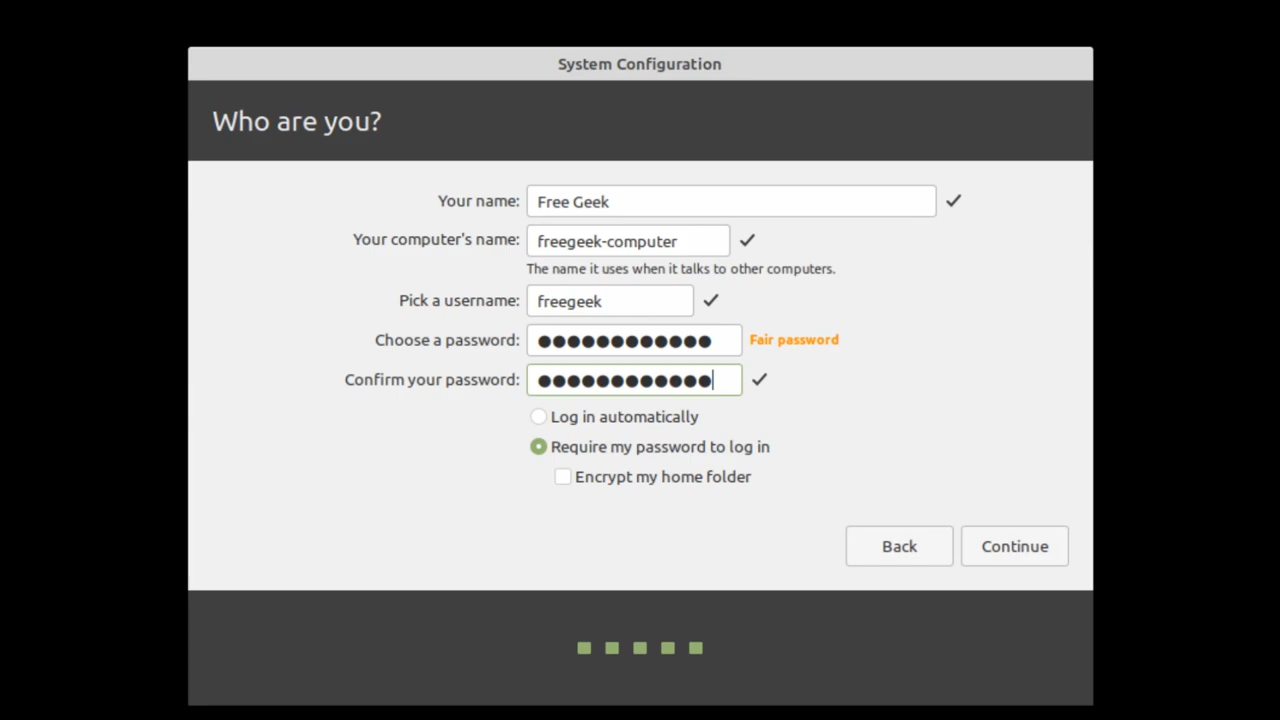 System Configuration
Who are you?
Your name: Free Geek
Your computer's name: freegeek-computer
The name it uses when it talks to other computers.
Pick a username: freegeek
Choose a password: ●●●●●●●●●●●● Fair password
Confirm your password: ●●●●●●●●●●●●
Log in automatically
Require my password to log in
Encrypt my home folder
Back Continue